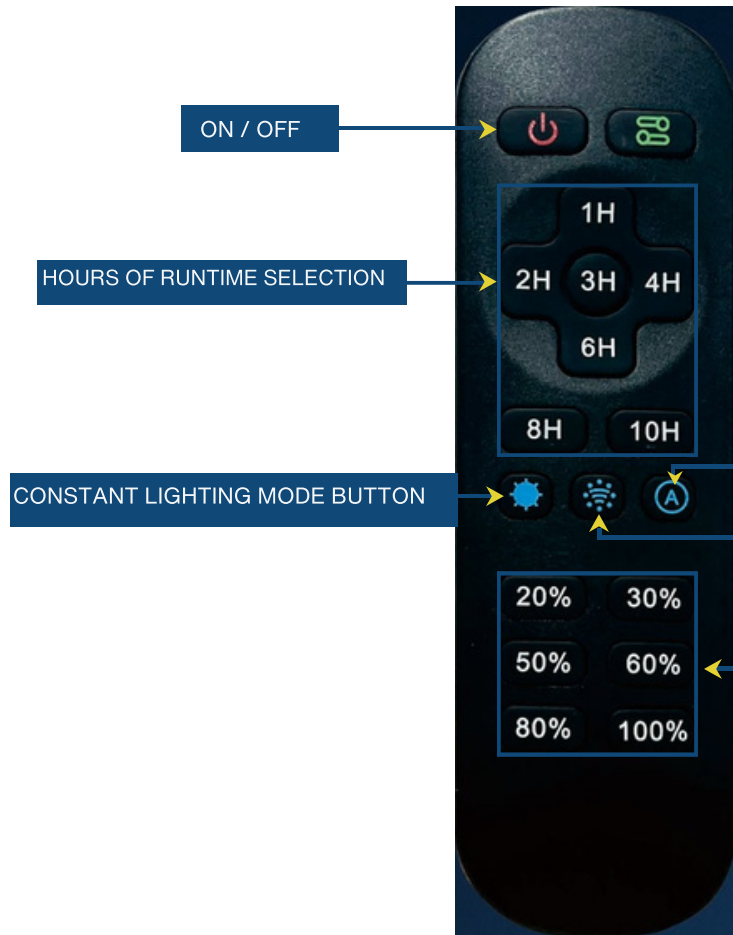 ON / OFF
1H
HOURS OF RUNTIME SELECTION
2H 3H 4H
6H
8H 10H
CONSTANT LIGHTING MODE BUTTON
A
20% 30%
50% 60%
80% 100%